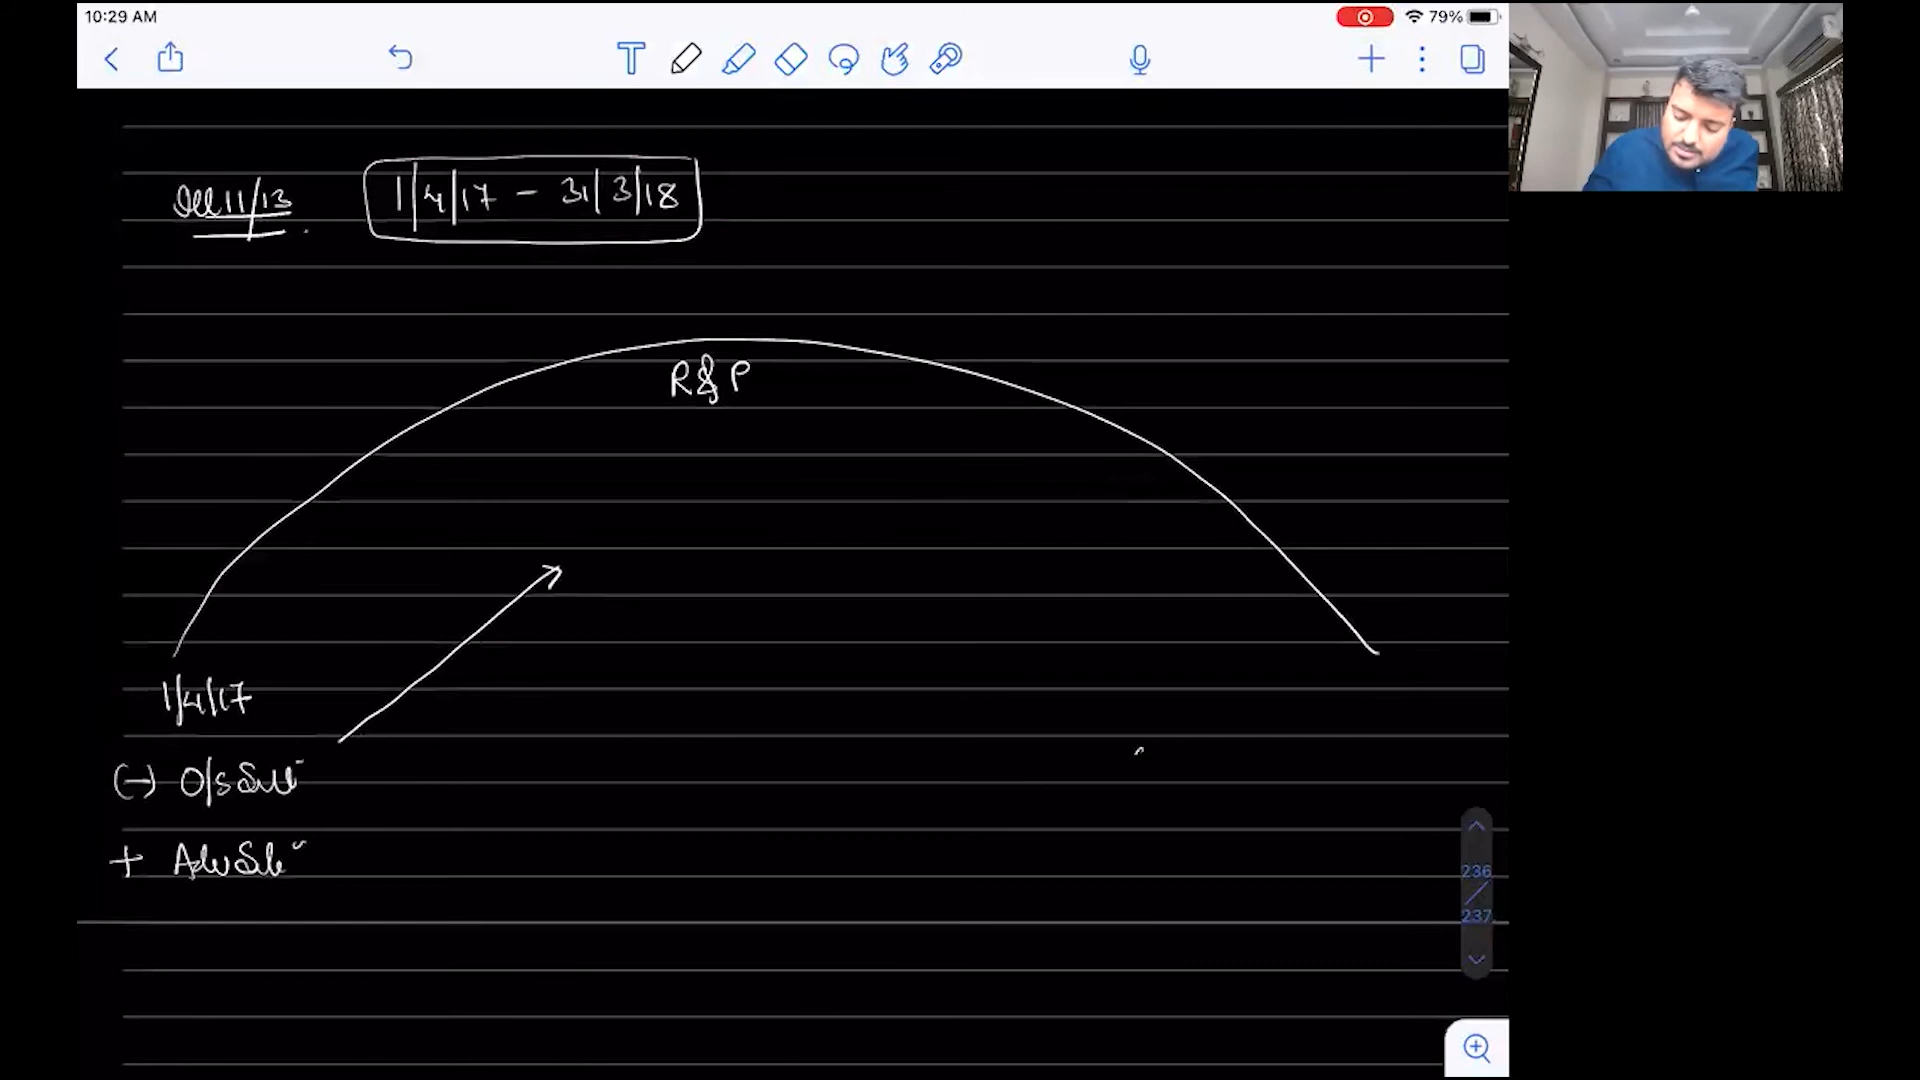 10:29 AM
79%
Ill 11/13 1/4/17 - 31/3/18
R&P
1/4/17
(-) O/s Sub
+ Adv Sub
236
/
237